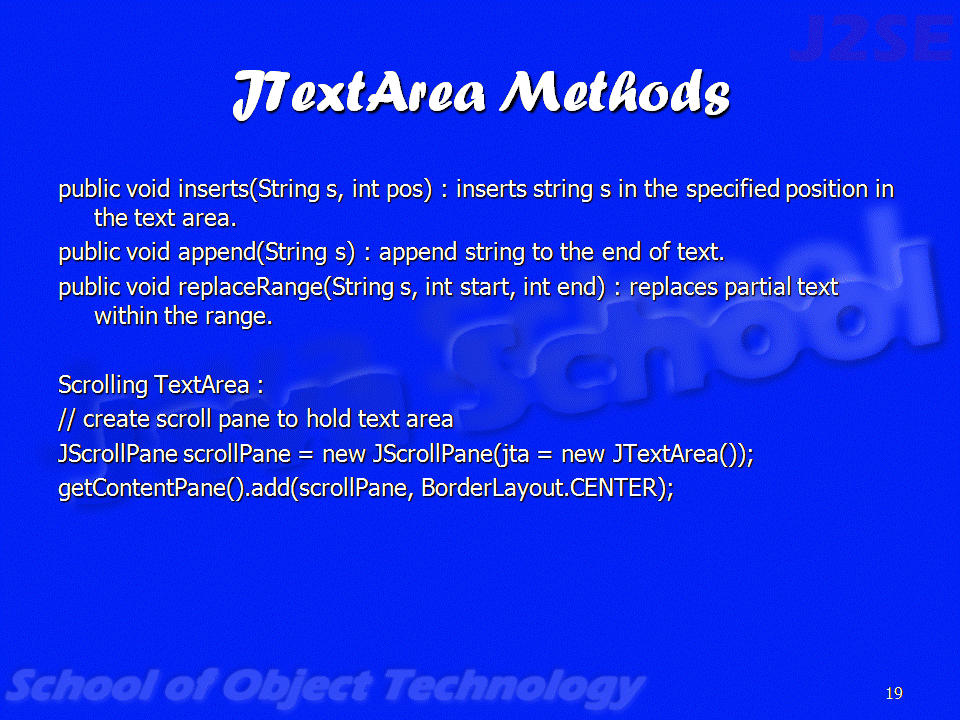 J2SE
JTextArea Methods
public void inserts(String s, int pos) : inserts string s in the specified position in
the text area.
public void append(String s) : append string to the end of text.
public void replaceRange(String s, int start, int end) : replaces partial text
within the range.
Scrolling TextArea :
// create scroll pane to hold text area
JScrollPane scrollPane = new JScrollPane(jta = new JTextArea());
getContentPane().add(scrollPane, BorderLayout.CENTER);
Java School
School of Object Technology
19